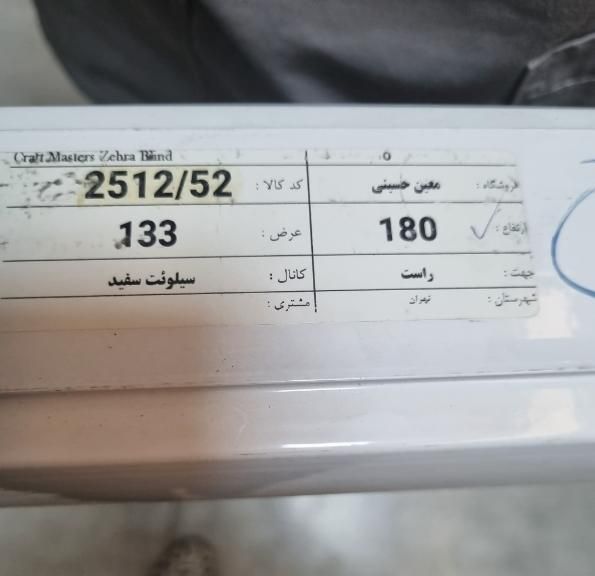 Craft Masters Zebra Blind
فروشگاه : معین حسینی
کد کالا : 2512/52
ارتفاع : 180
عرض : 133
جهت : راست
کانال : سیلوئت سفید
شهرستان : تهران
مشتری :